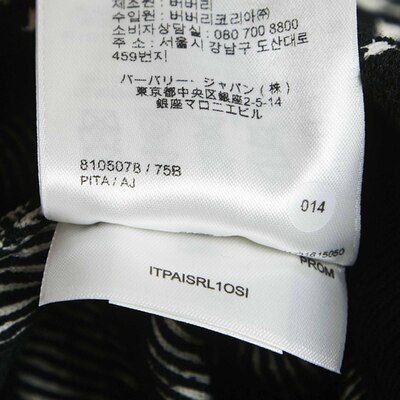 제조원 : 버버리
수입원 : 버버리코리아㈜
소비자상담실 : 080 700 8800
주소 : 서울시 강남구 도산대로
459번지
バーバリー・ジャパン(株)
東京都中央区銀座2-5-14
銀座マロニエビル
8105078 / 75B
PITA / AJ
014
1615050
PROM
ITPAISRL1OSI